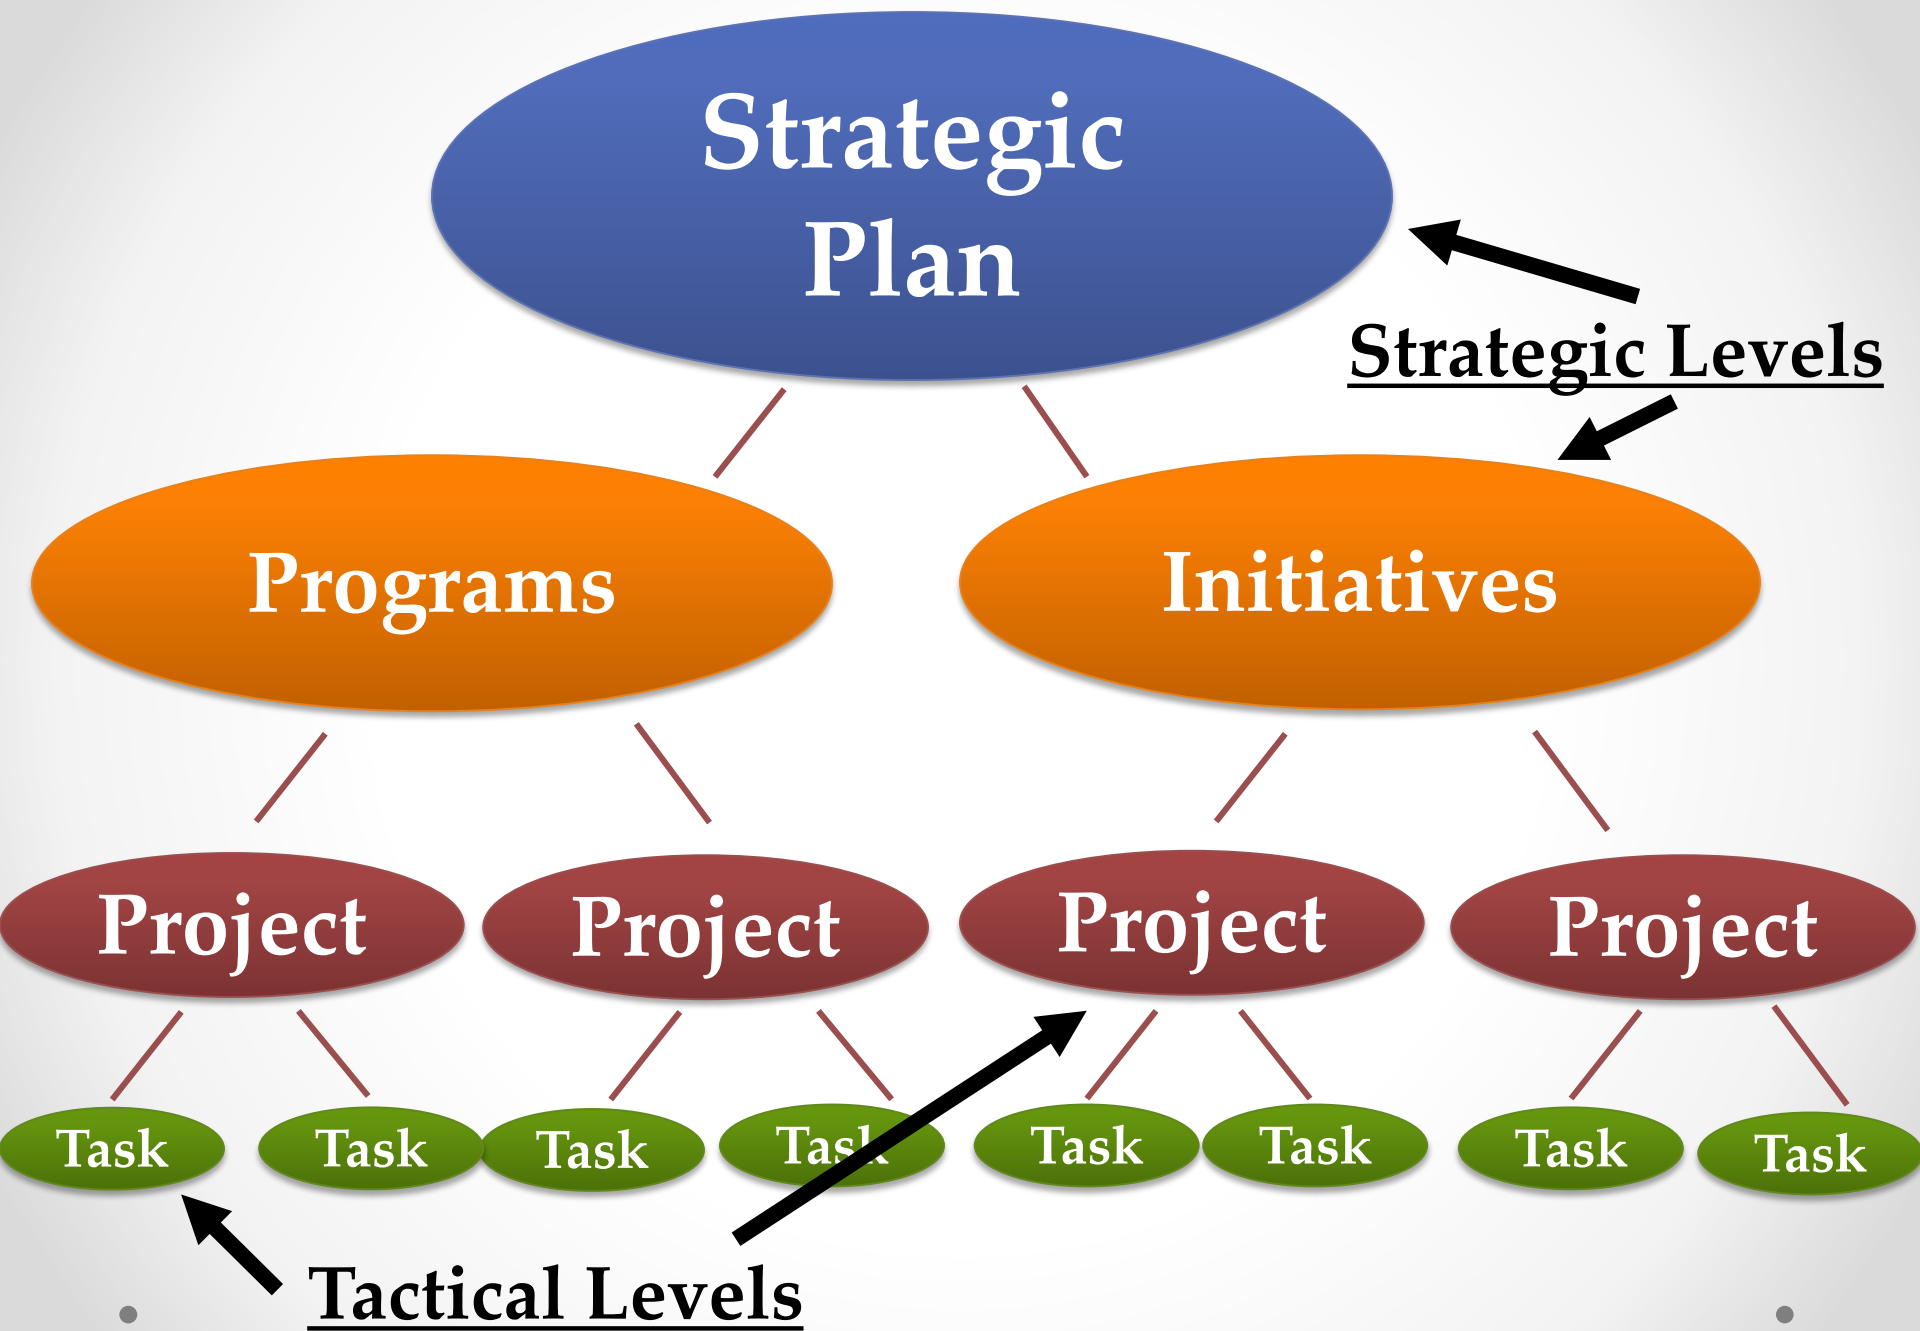 Strategic
Plan
Strategic Levels
Programs
Initiatives
Project
Project
Project
Project
Task
Task
Task
Task
Task
Task
Task
Task
Tactical Levels